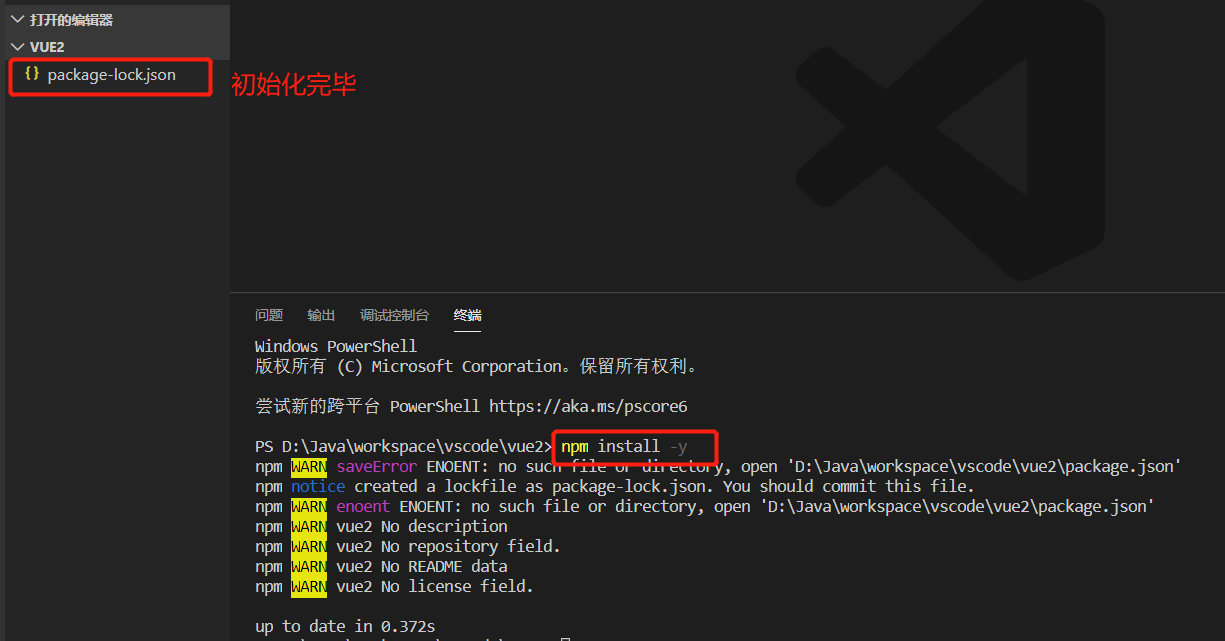 打开的编辑器
VUE2
{} package-lock.json
初始化完毕
问题 输出 调试控制台 终端
Windows PowerShell
版权所有 (C) Microsoft Corporation。保留所有权利。
尝试新的跨平台 PowerShell https://aka.ms/pscore6
PS D:\Java\workspace\vscode\vue2> npm install -y
npm WARN saveError ENOENT: no such file or directory, open 'D:\Java\workspace\vscode\vue2\package.json'
npm notice created a lockfile as package-lock.json. You should commit this file.
npm WARN enoent ENOENT: no such file or directory, open 'D:\Java\workspace\vscode\vue2\package.json'
npm WARN vue2 No description
npm WARN vue2 No repository field.
npm WARN vue2 No README data
npm WARN vue2 No license field.
up to date in 0.372s